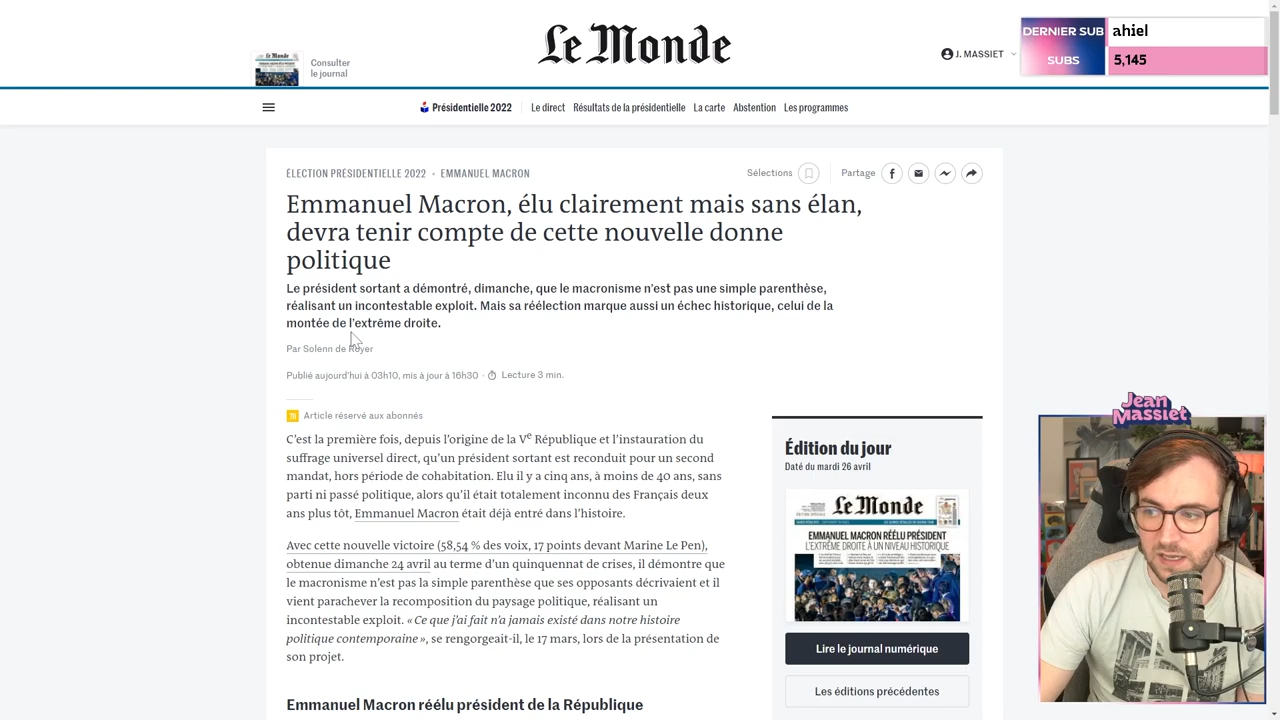 Le Monde
DERNIER SUB
ahiel
SUBS
5,145
Consulter
le journal
J. MASSIET
Présidentielle 2022
Le direct
Résultats de la présidentielle
La carte
Abstention
Les programmes
ÉLECTION PRÉSIDENTIELLE 2022 • EMMANUEL MACRON
Sélections
Partage
Emmanuel Macron, élu clairement mais sans élan,
devra tenir compte de cette nouvelle donne
politique
Le président sortant a démontré, dimanche, que le macronisme n'est pas une simple parenthèse,
réalisant un incontestable exploit. Mais sa réélection marque aussi un échec historique, celui de la
montée de l'extrême droite.
Par Solenn de Royer
Publié aujourd'hui à 03h10, mis à jour à 16h30 · Lecture 3 min.
Article réservé aux abonnés
C'est la première fois, depuis l'origine de la Ve République et l'instauration du
suffrage universel direct, qu'un président sortant est reconduit pour un second
mandat, hors période de cohabitation. Elu il y a cinq ans, à moins de 40 ans, sans
parti ni passé politique, alors qu'il était totalement inconnu des Français deux
ans plus tôt, Emmanuel Macron était déjà entré dans l'histoire.
Avec cette nouvelle victoire (58,54 % des voix, 17 points devant Marine Le Pen),
obtenue dimanche 24 avril au terme d'un quinquennat de crises, il démontre que
le macronisme n'est pas la simple parenthèse que ses opposants décrivaient et il
vient parachever la recomposition du paysage politique, réalisant un
incontestable exploit. « Ce que j'ai fait n'a jamais existé dans notre histoire
politique contemporaine », se rengorgeait-il, le 17 mars, lors de la présentation de
son projet.
Emmanuel Macron réélu président de la République
Édition du jour
Daté du mardi 26 avril
Le Monde
EMMANUEL MACRON RÉÉLU PRÉSIDENT
L'EXTRÊME DROITE À UN NIVEAU HISTORIQUE
Lire le journal numérique
Les éditions précédentes
Jean
Massiet